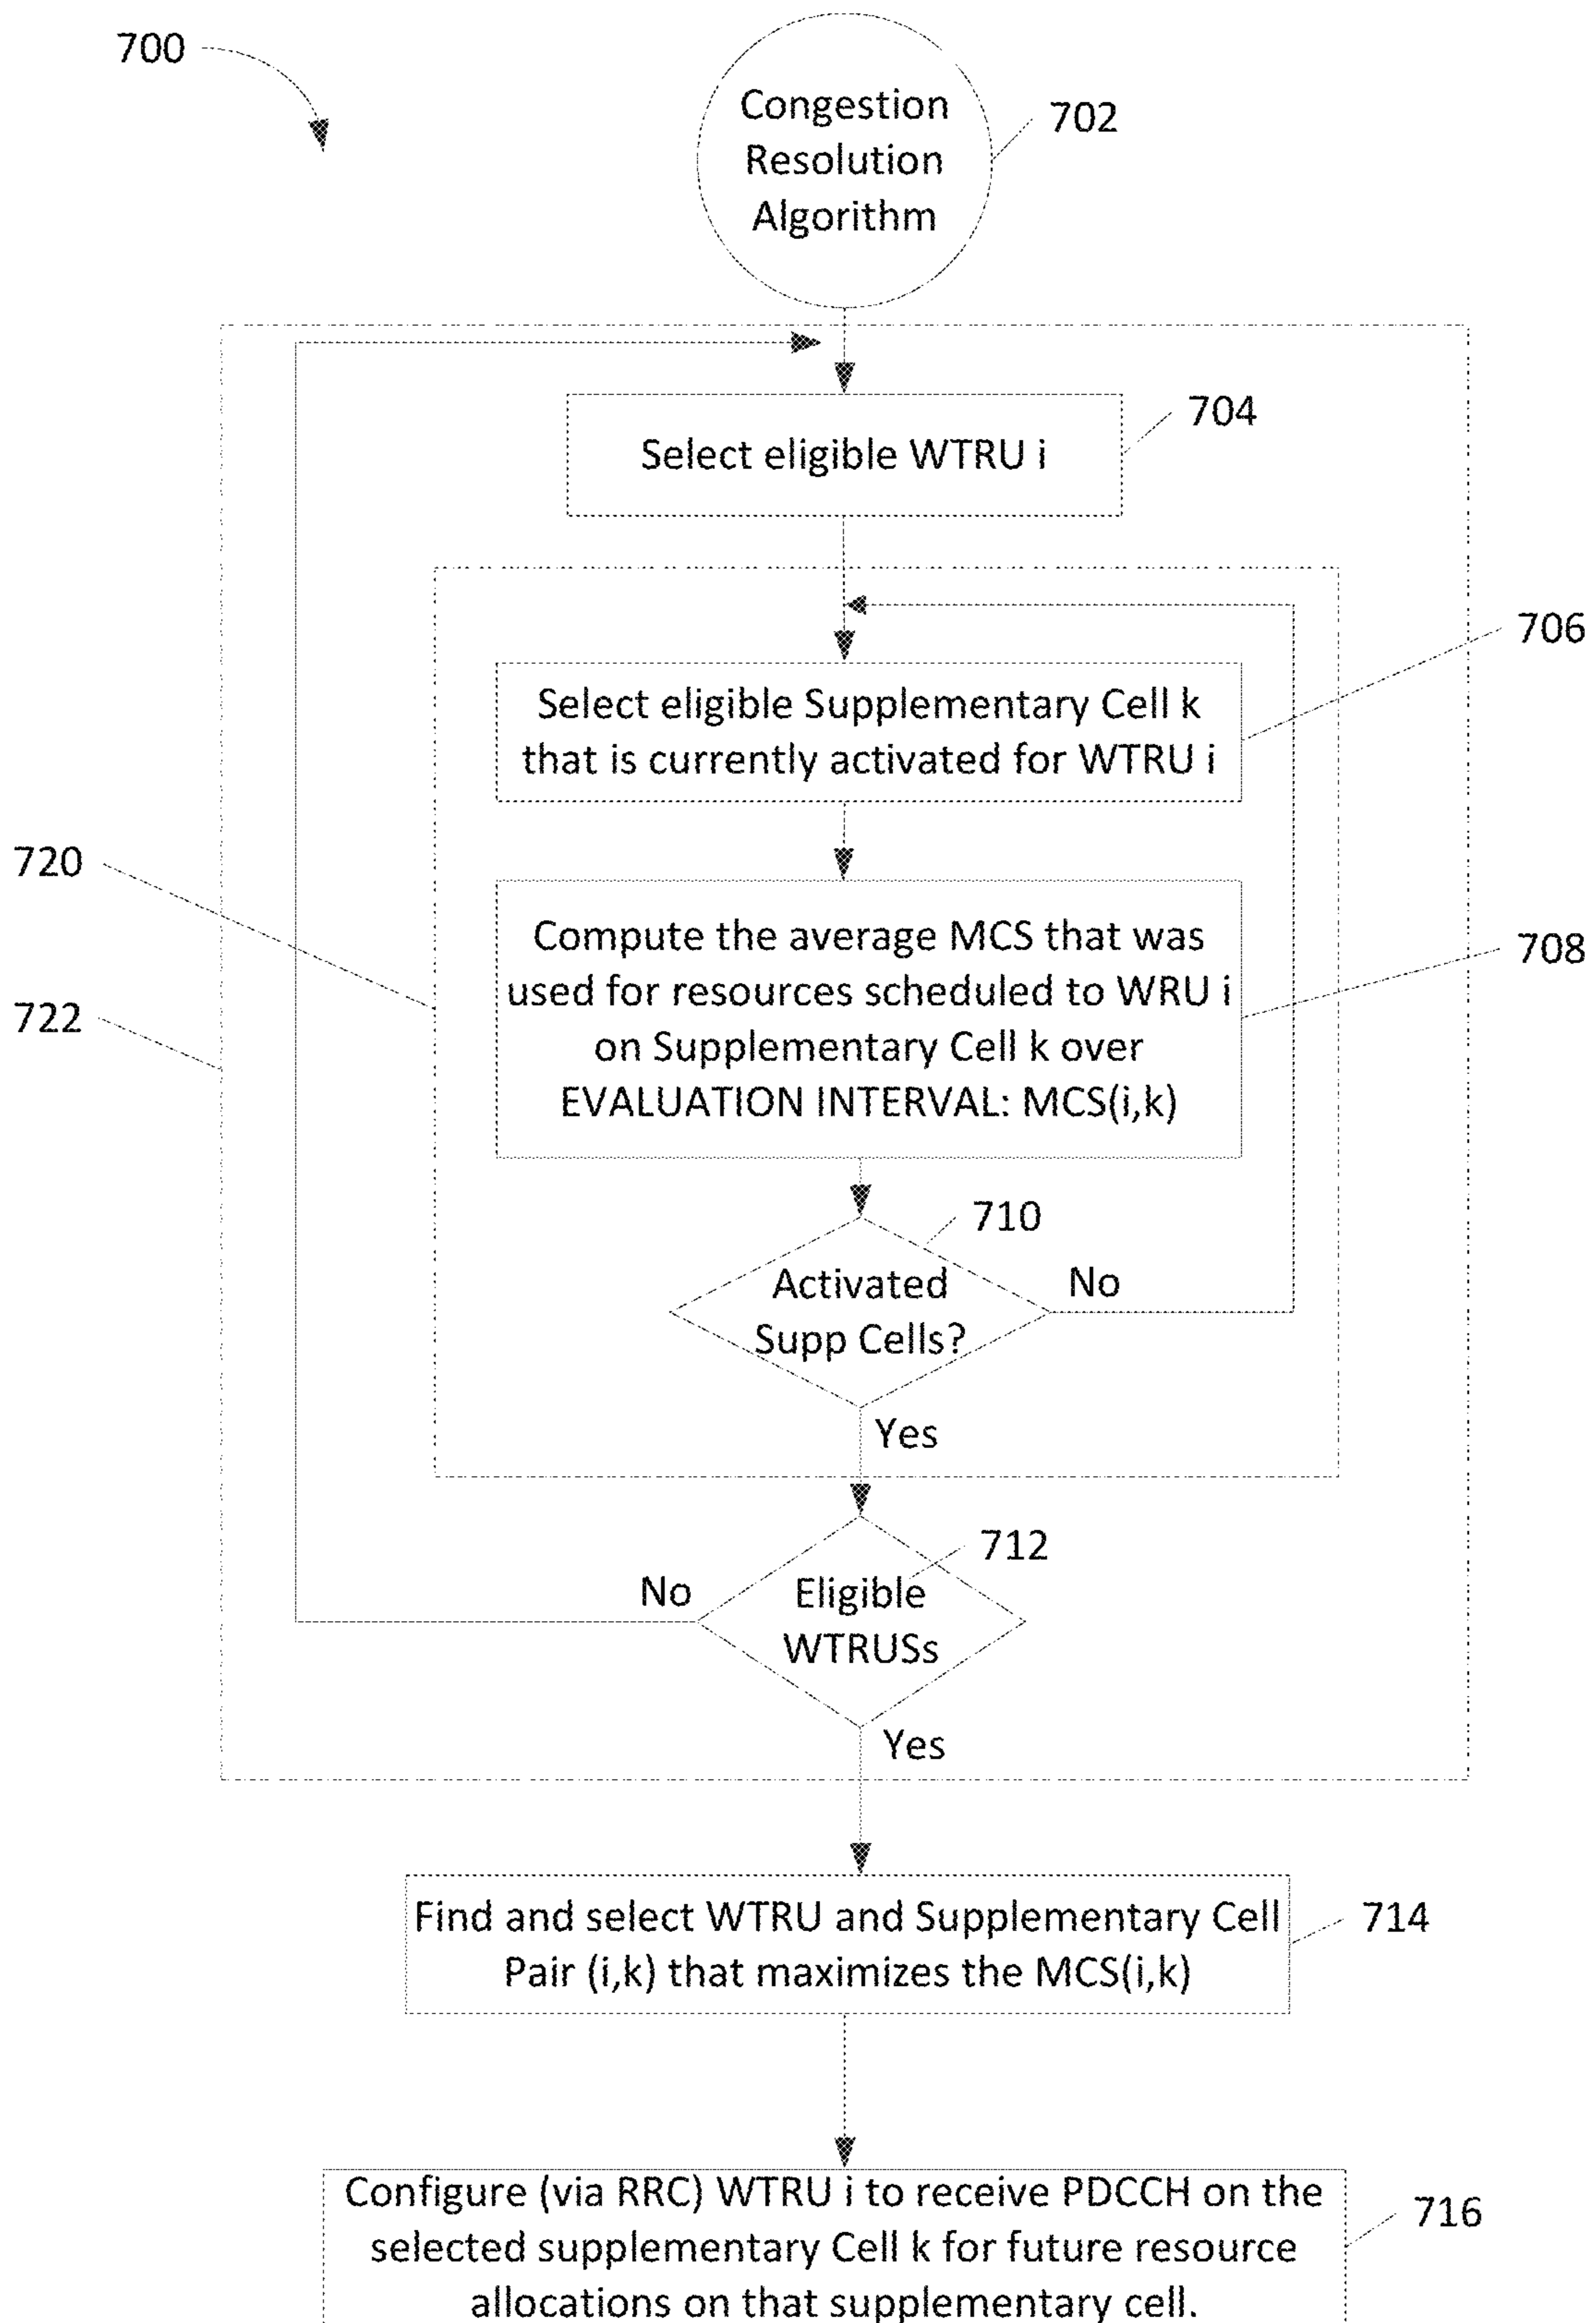 700
Congestion
Resolution
Algorithm
702
Select eligible WTRU i
704
Select eligible Supplementary Cell k
that is currently activated for WTRU i
706
720
Compute the average MCS that was
used for resources scheduled to WRU i
on Supplementary Cell k over
EVALUATION INTERVAL: MCS(i,k)
708
722
710
Activated
Supp Cells?
No
Yes
712
Eligible
WTRUSs
No
Yes
Find and select WTRU and Supplementary Cell
Pair (i,k) that maximizes the MCS(i,k)
714
Configure (via RRC) WTRU i to receive PDCCH on the
selected supplementary Cell k for future resource
allocations on that supplementary cell.
716